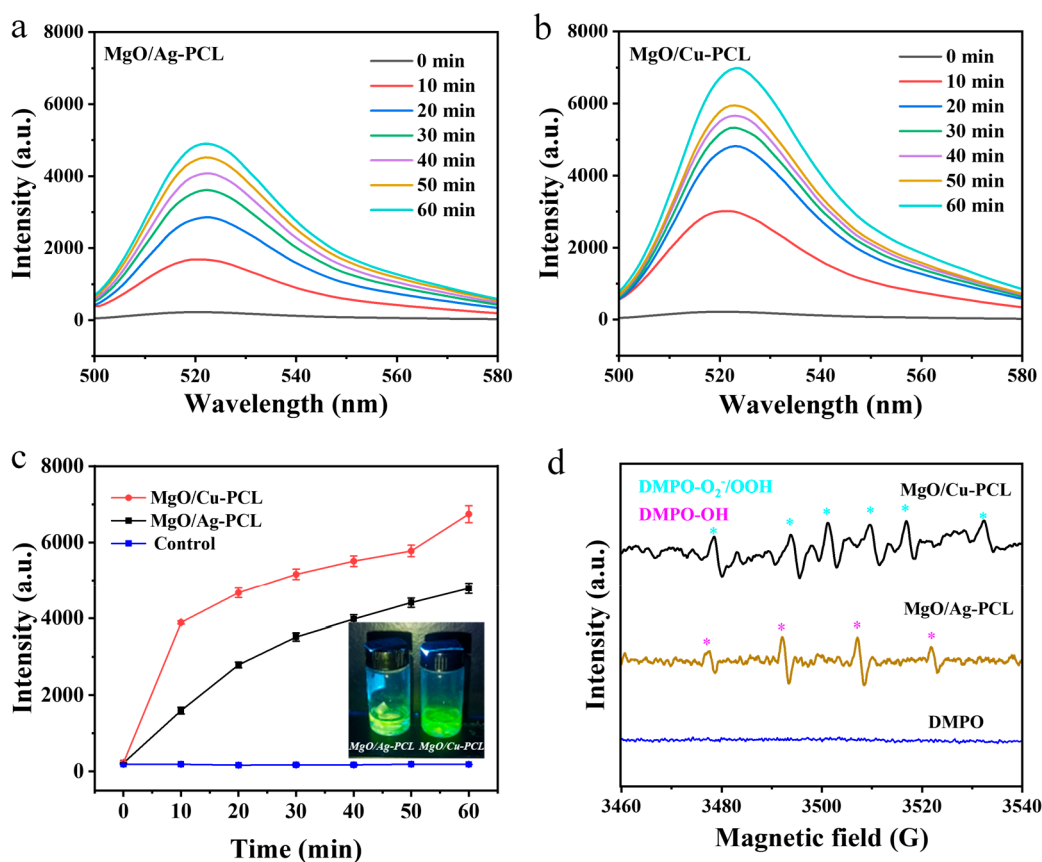 a
MgO/Ag-PCL
0 min
10 min
20 min
30 min
40 min
50 min
60 min
8000
6000
4000
2000
0
Intensity (a.u.)
500 520 540 560 580
Wavelength (nm)
b
MgO/Cu-PCL
0 min
10 min
20 min
30 min
40 min
50 min
60 min
8000
6000
4000
2000
0
Intensity (a.u.)
500 520 540 560 580
Wavelength (nm)
c
MgO/Cu-PCL
MgO/Ag-PCL
Control
8000
6000
4000
2000
0
Intensity (a.u.)
MgO/Ag-PCL MgO/Cu-PCL
0 10 20 30 40 50 60
Time (min)
d
DMPO-O₂⁻/OOH
MgO/Cu-PCL
* * * * * *
DMPO-OH
MgO/Ag-PCL
* * * *
DMPO
Intensity (a.u.)
3460 3480 3500 3520 3540
Magnetic field (G)